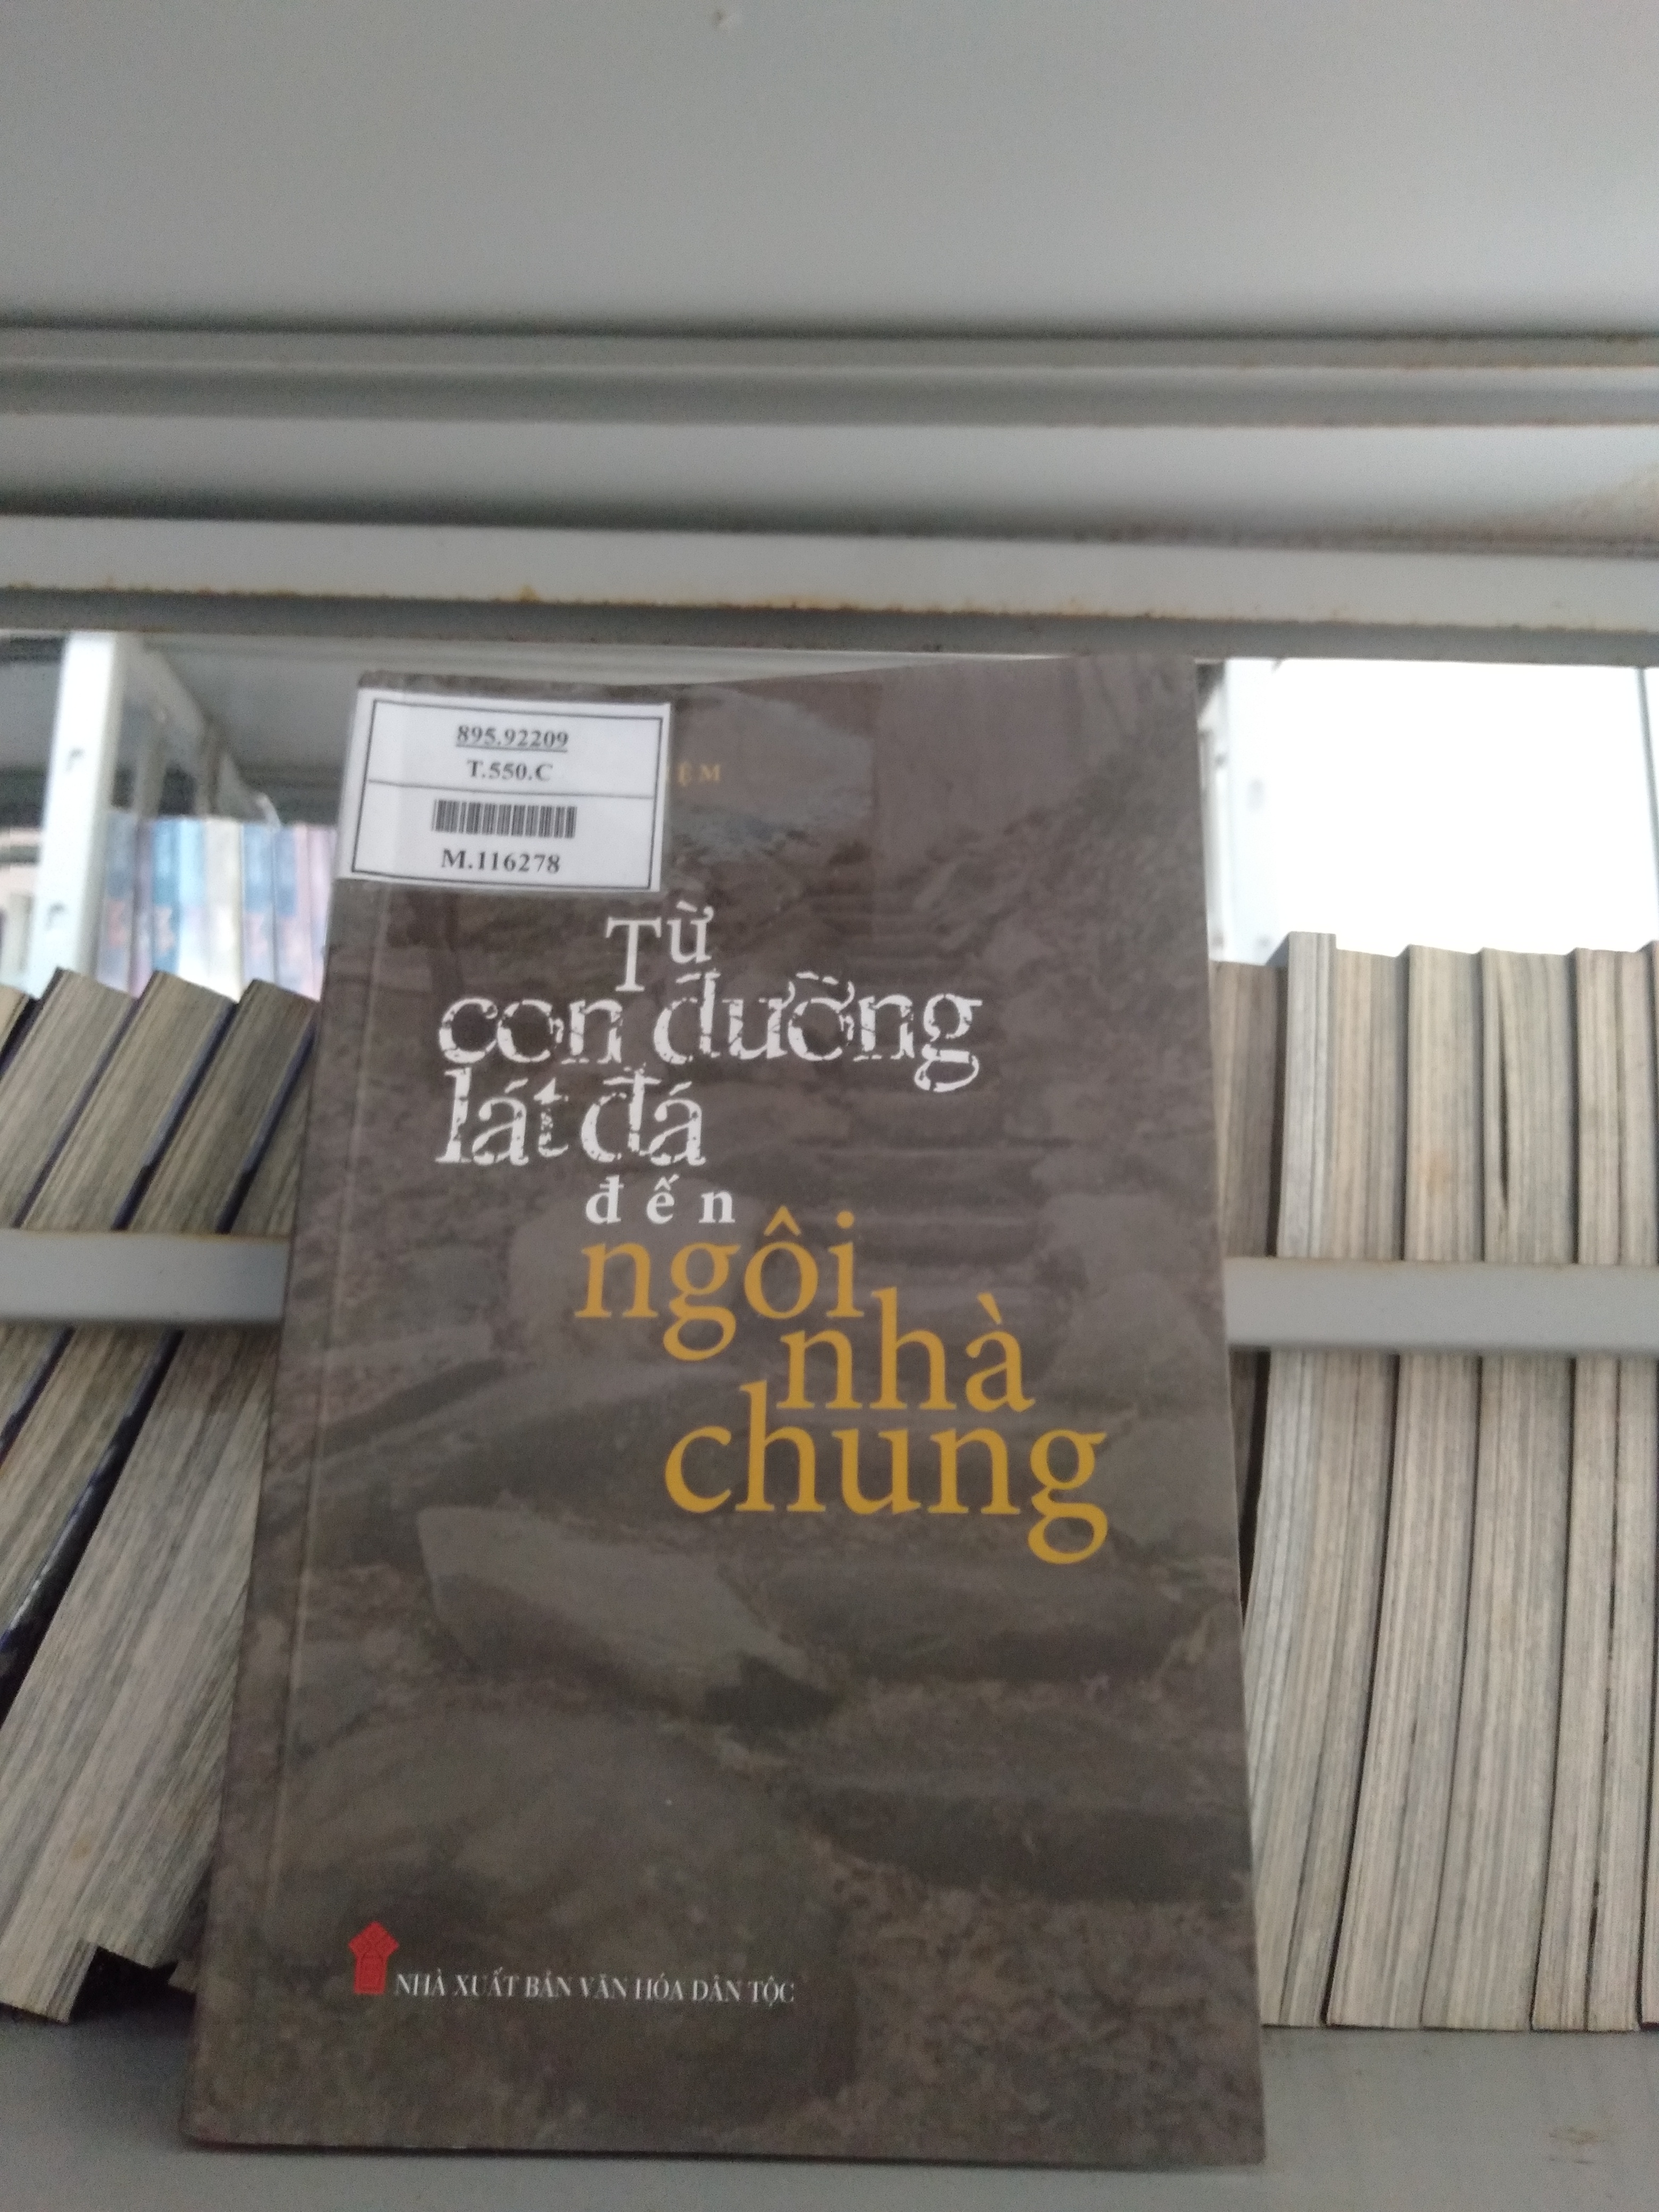 895.92209
T.550.C
M.116278
ỆM
Từ
con đường
lát đá
đến
ngôi
nhà
chung
NHÀ XUẤT BẢN VĂN HÓA DÂN TỘC